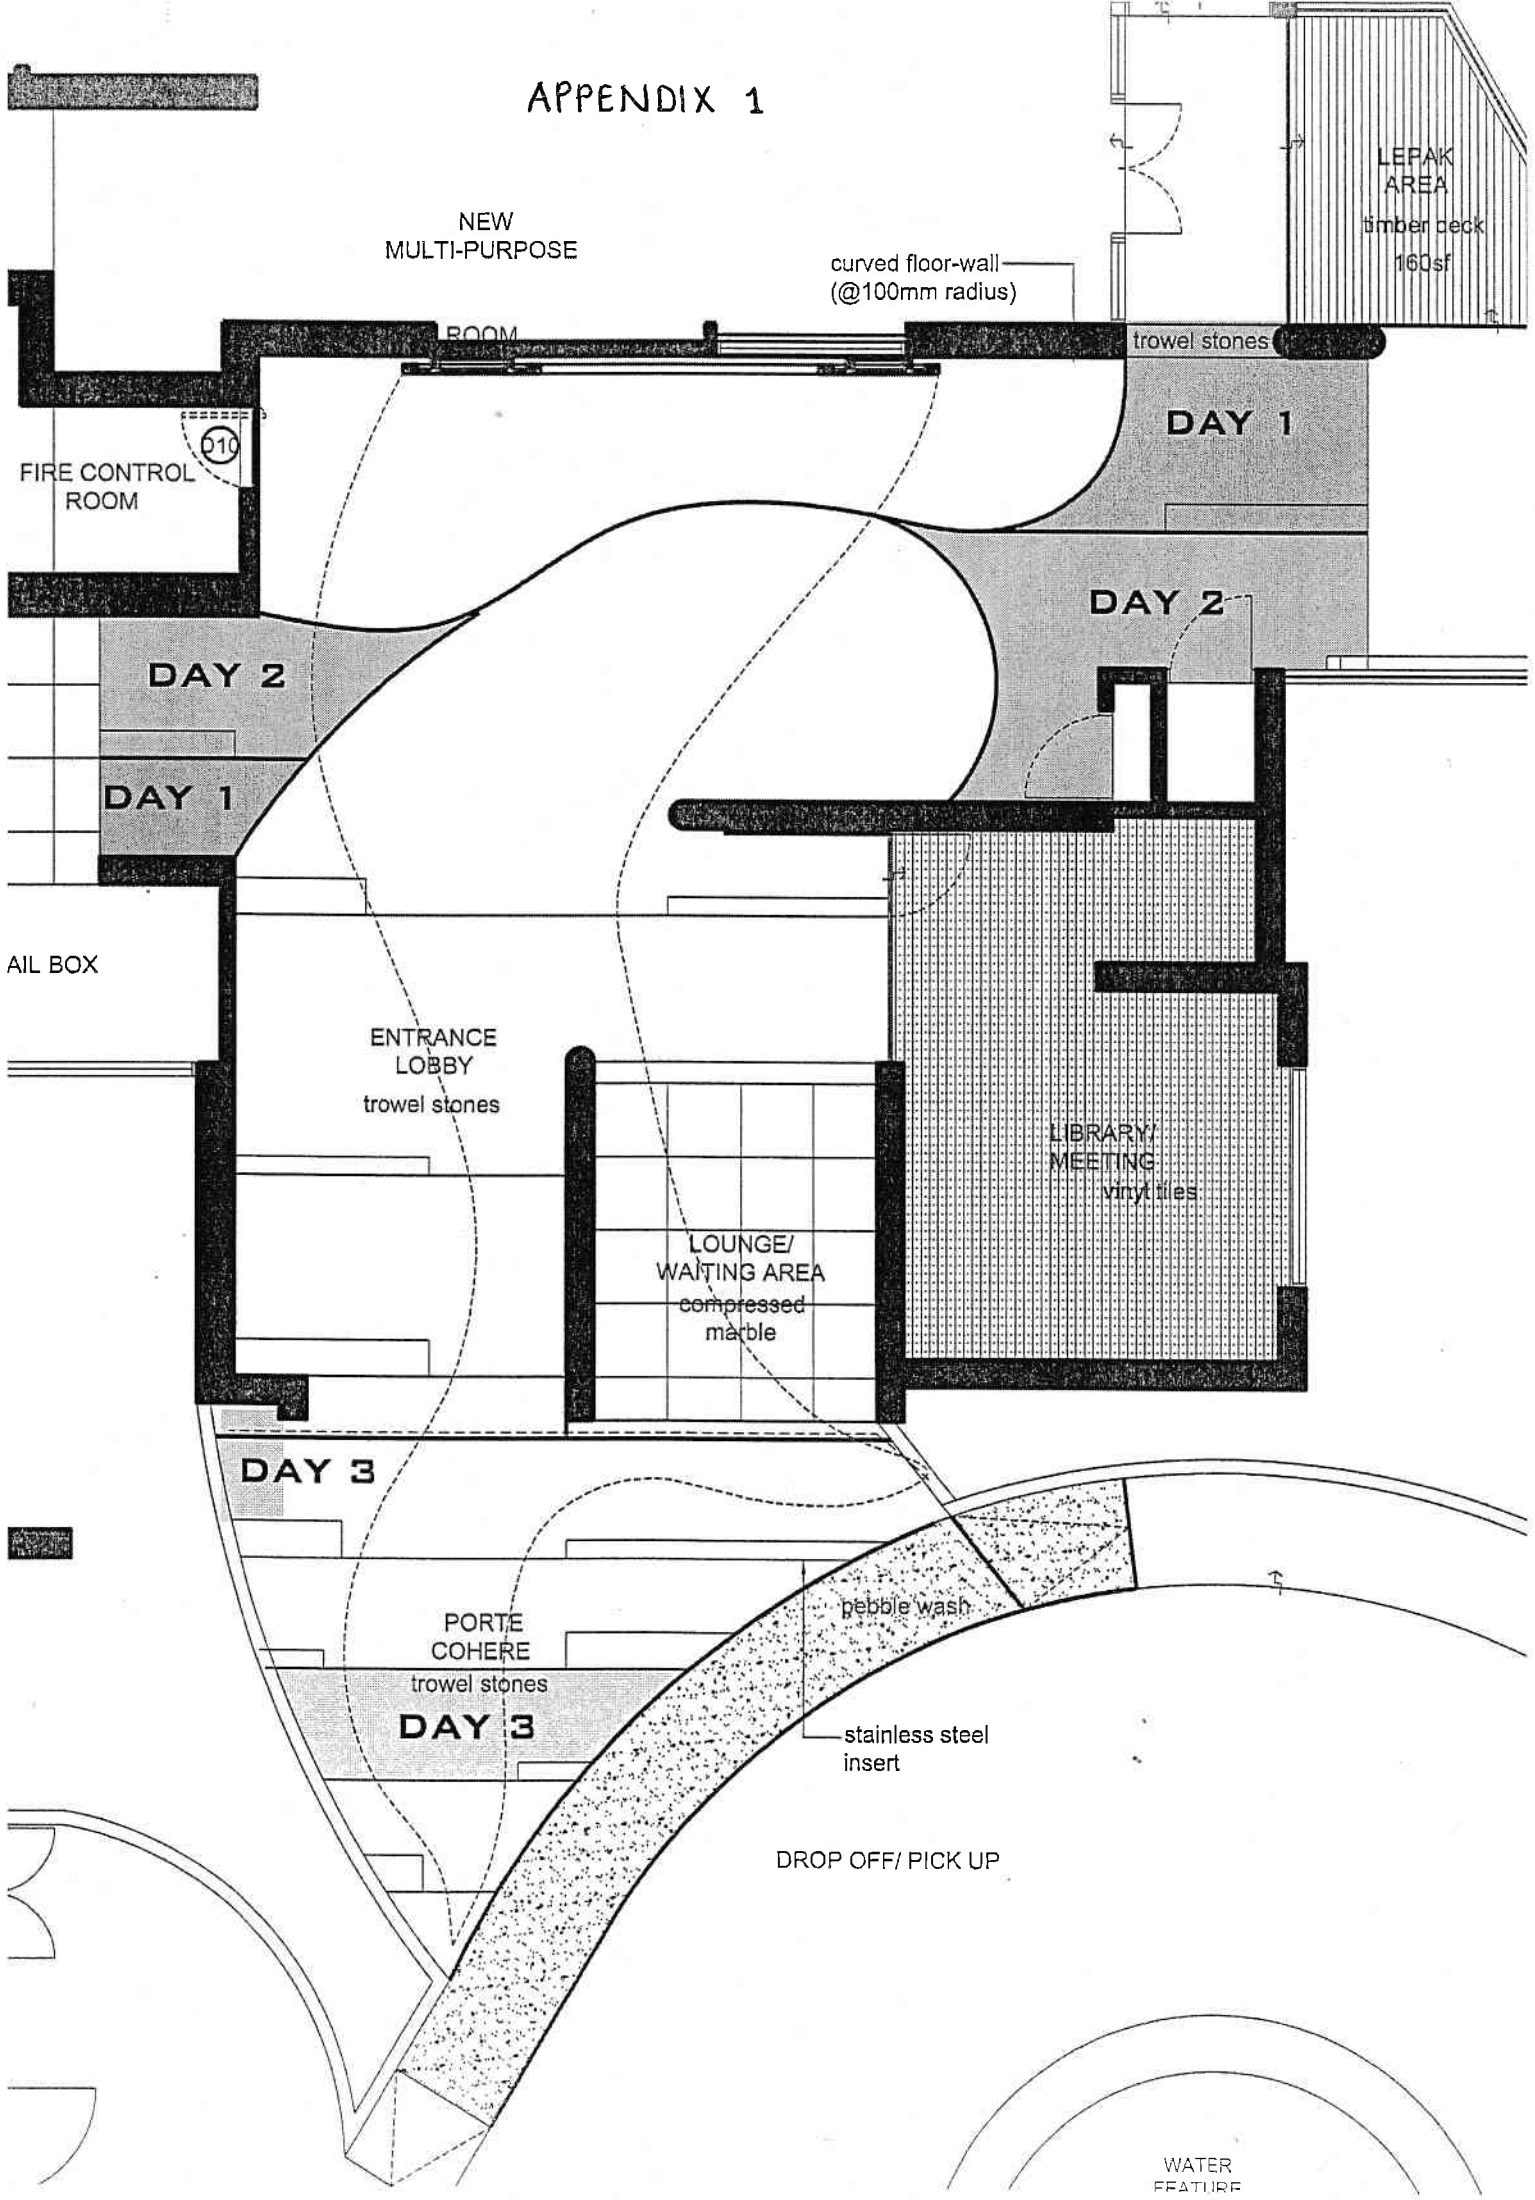 APPENDIX 1
LEPAK
AREA
timber deck
160sf
NEW
MULTI-PURPOSE
ROOM
curved floor-wall
(@100mm radius)
trowel stones
DAY 1
D10
FIRE CONTROL
ROOM
DAY 2
DAY 2
DAY 1
AIL BOX
ENTRANCE
LOBBY
trowel stones
LIBRARY/
MEETING
vinyl tiles
LOUNGE/
WAITING AREA
compressed
marble
DAY 3
pebble wash
PORTE
COHERE
trowel stones
DAY 3
stainless steel
insert
DROP OFF/ PICK UP
WATER
FEATURE